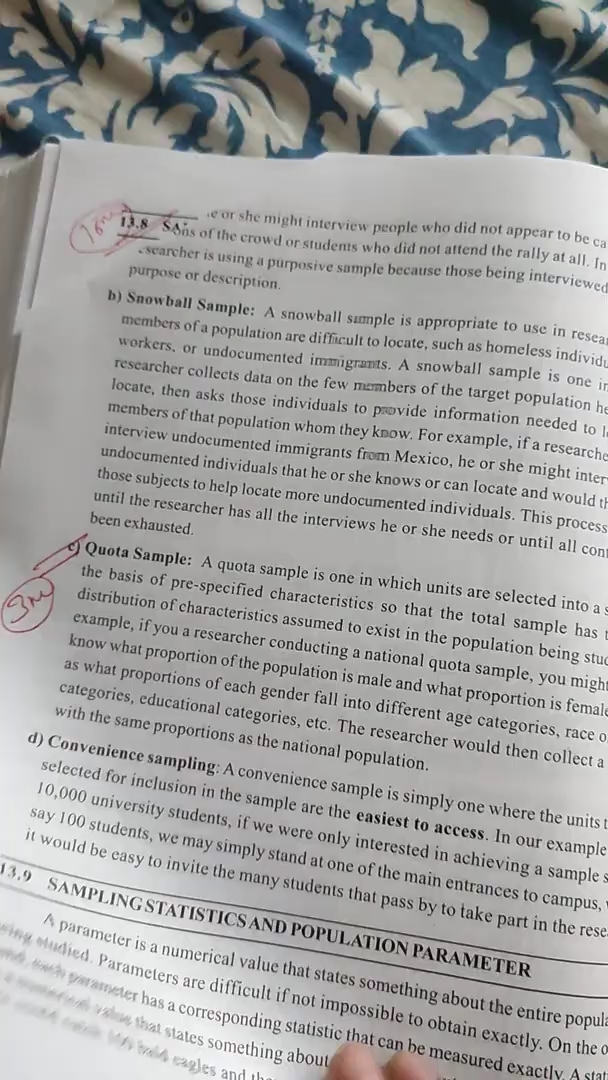 e or she might interview people who did not appear to be ca
13.8 SA
ns of the crowd or students who did not attend the rally at all. In
searcher is using a purposive sample because those being interviewed
purpose or description.
b) Snowball Sample: A snowball sample is appropriate to use in resear
members of a population are difficult to locate, such as homeless individu
workers, or undocumented immigrants. A snowball sample is one in
researcher collects data on the few members of the target population he
locate, then asks those individuals to provide information needed to l
members of that population whom they know. For example, if a researche
interview undocumented immigrants from Mexico, he or she might inter
undocumented individuals that he or she knows or can locate and would th
those subjects to help locate more undocumented individuals. This process
until the researcher has all the interviews he or she needs or until all cont
been exhausted.
c) Quota Sample: A quota sample is one in which units are selected into a s
the basis of pre-specified characteristics so that the total sample has t
distribution of characteristics assumed to exist in the population being stud
example, if you a researcher conducting a national quota sample, you might
know what proportion of the population is male and what proportion is female
as what proportions of each gender fall into different age categories, race o
categories, educational categories, etc. The researcher would then collect a
with the same proportions as the national population.
d) Convenience sampling: A convenience sample is simply one where the units t
selected for inclusion in the sample are the easiest to access. In our example
10,000 university students, if we were only interested in achieving a sample s
say 100 students, we may simply stand at one of the main entrances to campus,
it would be easy to invite the many students that pass by to take part in the rese
13.9 SAMPLING STATISTICS AND POPULATION PARAMETER
A parameter is a numerical value that states something about the entire popula
studied. Parameters are difficult if not impossible to obtain exactly. On the o
parameter has a corresponding statistic that can be measured exactly. A stat
value that states something about
eagles and